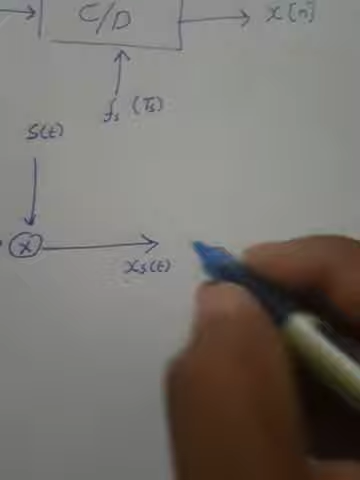 C/D
x[n]
fs (Ts)
S(t)
x
xs(t)